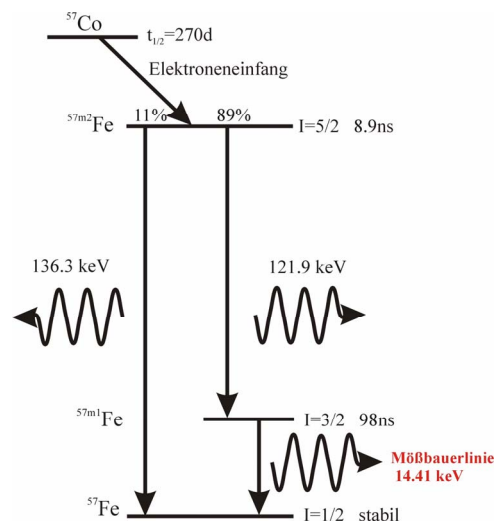 ⁵⁷Co
t₁/₂=270d
Elektroneneinfang
⁵⁷ᵐ²Fe
11%
89%
I=5/2 8.9ns
136.3 keV
121.9 keV
⁵⁷ᵐ¹Fe
I=3/2 98ns
Mößbauerlinie
14.41 keV
⁵⁷Fe
I=1/2 stabil